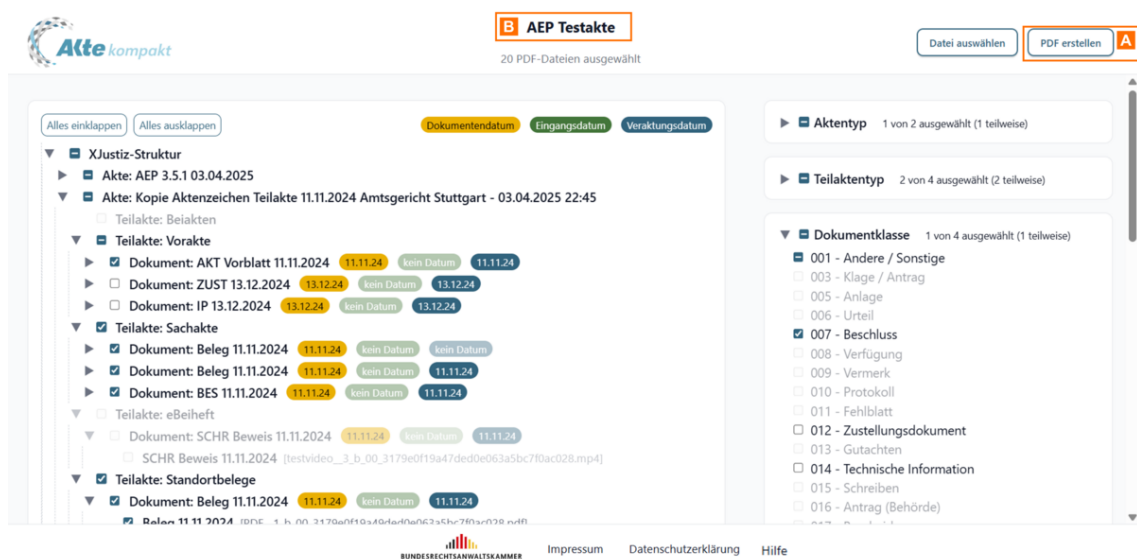 Akte kompakt
B AEP Testakte
20 PDF-Dateien ausgewählt
Datei auswählen PDF erstellen A
Alles einklappen Alles ausklappen Dokumentendatum Eingangsdatum Veraktungsdatum
XJustiz-Struktur
Akte: AEP 3.5.1 03.04.2025
Akte: Kopie Aktenzeichen Teilakte 11.11.2024 Amtsgericht Stuttgart - 03.04.2025 22:45
Teilakte: Beiakten
Teilakte: Vorakte
Dokument: AKT Vorblatt 11.11.2024 11.11.24 kein Datum 11.11.24
Dokument: ZUST 13.12.2024 13.12.24 kein Datum 13.12.24
Dokument: IP 13.12.2024 13.12.24 kein Datum 13.12.24
Teilakte: Sachakte
Dokument: Beleg 11.11.2024 11.11.24 kein Datum kein Datum
Dokument: Beleg 11.11.2024 11.11.24 kein Datum 11.11.24
Dokument: BES 11.11.2024 11.11.24 kein Datum 11.11.24
Teilakte: eBeiheft
Dokument: SCHR Beweis 11.11.2024 11.11.24 kein Datum 11.11.24
SCHR Beweis 11.11.2024 [testvideo__3_b_00_3179e0f19a47ded0e063a5bc7f0ac028.mp4]
Teilakte: Standortbelege
Dokument: Beleg 11.11.2024 11.11.24 kein Datum 11.11.24
Beleg 11.11.2024 [PDF__1_b_00_3179e0f19a49ded0e063a5bc7f0ac028.pdf]
Aktentyp 1 von 2 ausgewählt (1 teilweise)
Teilaktentyp 2 von 4 ausgewählt (2 teilweise)
Dokumentklasse 1 von 4 ausgewählt (1 teilweise)
001 - Andere / Sonstige
003 - Klage / Antrag
005 - Anlage
006 - Urteil
007 - Beschluss
008 - Verfügung
009 - Vermerk
010 - Protokoll
011 - Fehlblatt
012 - Zustellungsdokument
013 - Gutachten
014 - Technische Information
015 - Schreiben
016 - Antrag (Behörde)
BUNDESRECHTSANWALTSKAMMER Impressum Datenschutzerklärung Hilfe